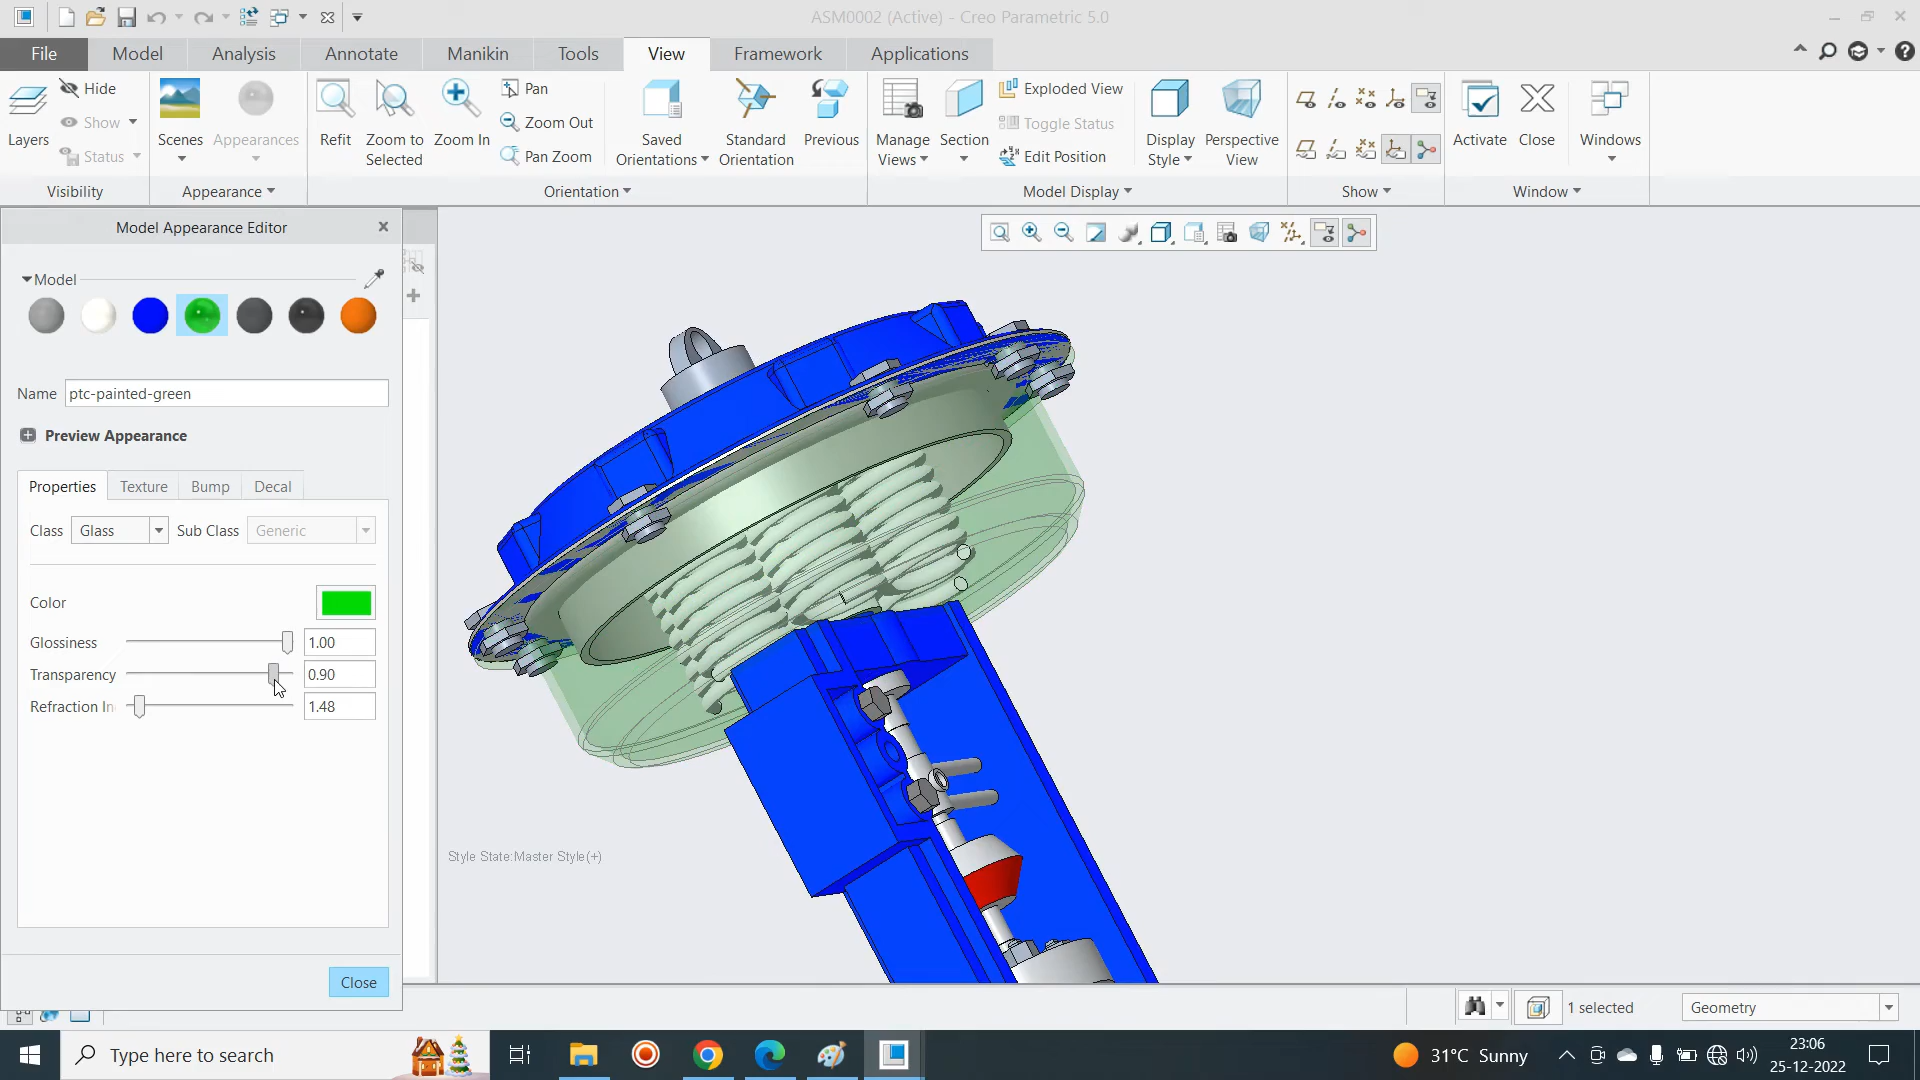 ASM0002 (Active) - Creo Parametric 5.0
File Model Analysis Annotate Manikin Tools View Framework Applications
Layers
Hide
Show
Status
Visibility
Scenes
Appearances
Appearance
Refit
Zoom to
Selected
Zoom In
Pan
Zoom Out
Pan Zoom
Saved
Orientations
Standard
Orientation
Previous
Orientation
Manage
Views
Section
Exploded View
Toggle Status
Edit Position
Display
Style
Perspective
View
Model Display
Show
Activate
Close
Windows
Window
Model Appearance Editor
Model
Name ptc-painted-green
Preview Appearance
Properties Texture Bump Decal
Class Glass Sub Class Generic
Color
Glossiness 1.00
Transparency 0.90
Refraction In 1.48
Close
Style State:Master Style(+)
1 selected
Geometry
Type here to search
31°C Sunny
23:06
25-12-2022